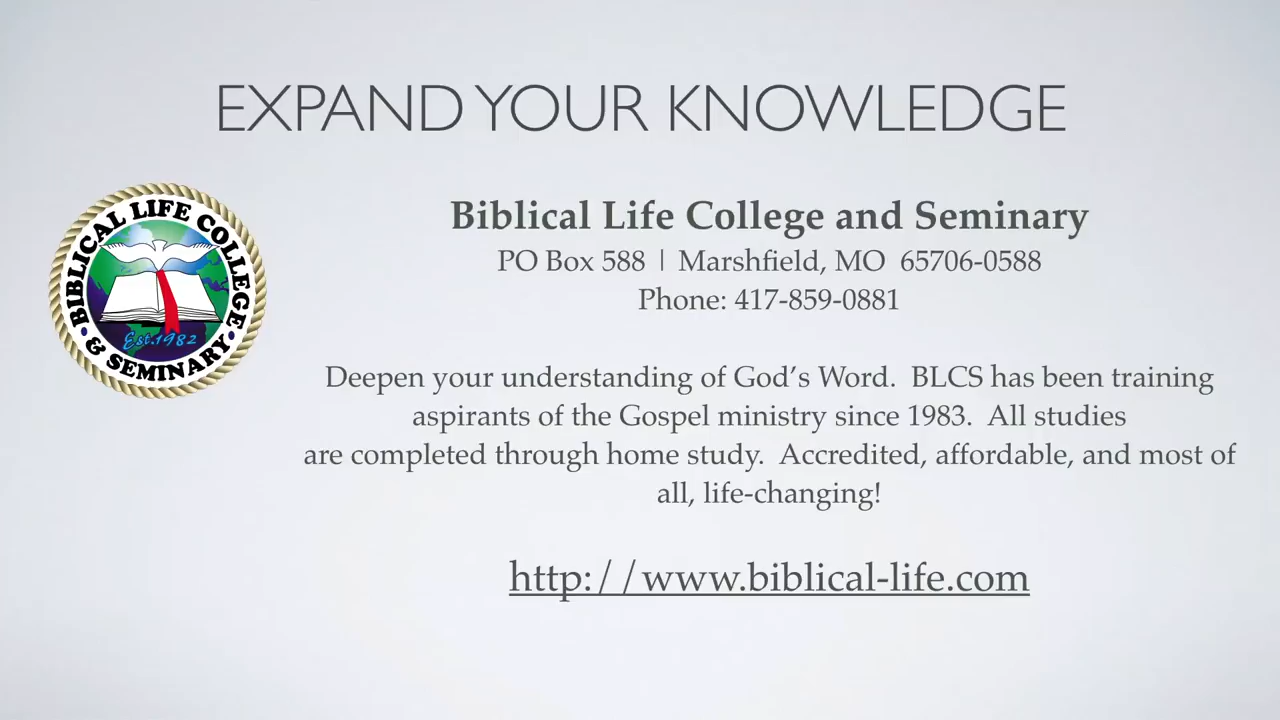 EXPAND YOUR KNOWLEDGE
BIBLICAL LIFE COLLEGE
& SEMINARY
Est.1982
Biblical Life College and Seminary
PO Box 588 | Marshfield, MO 65706-0588
Phone: 417-859-0881
Deepen your understanding of God's Word. BLCS has been training
aspirants of the Gospel ministry since 1983. All studies
are completed through home study. Accredited, affordable, and most of
all, life-changing!
http://www.biblical-life.com